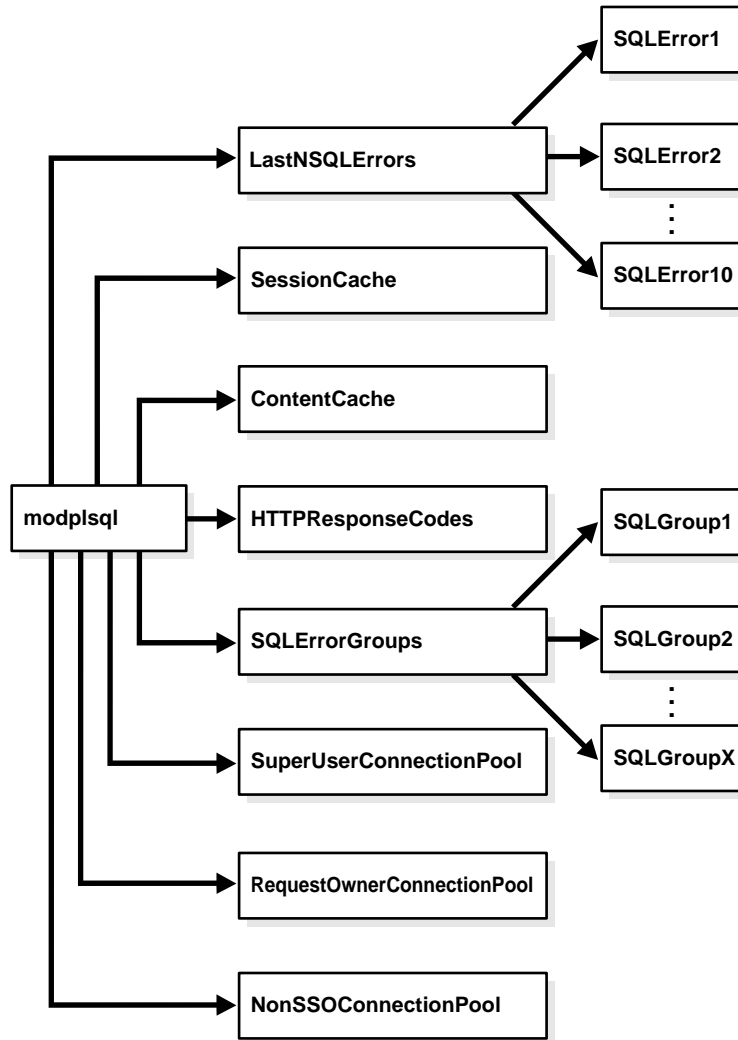 SQLError1
LastNSQLErrors
SQLError2
SQLError10
SessionCache
ContentCache
modplsql
HTTPResponseCodes
SQLGroup1
SQLErrorGroups
SQLGroup2
SQLGroupX
SuperUserConnectionPool
RequestOwnerConnectionPool
NonSSOConnectionPool